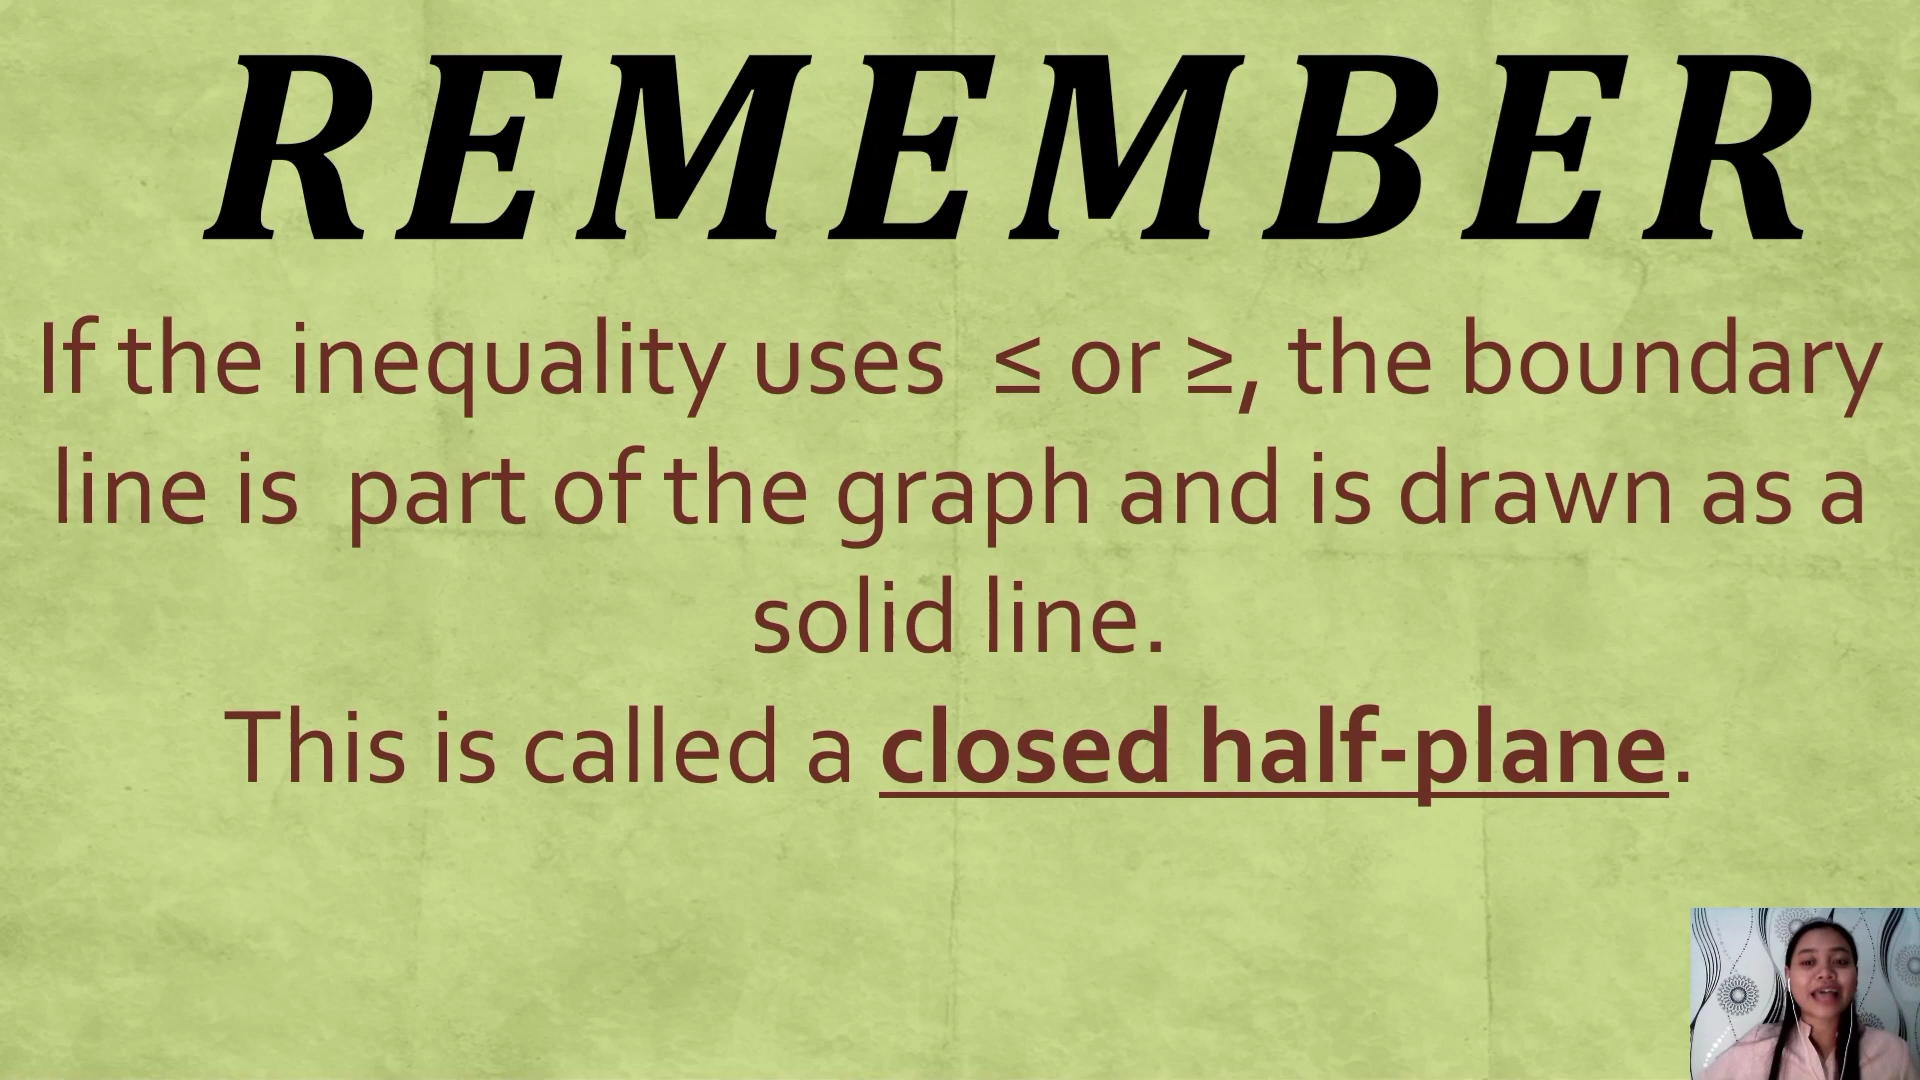 REMEMBER
If the inequality uses  ≤ or ≥, the boundary
line is  part of the graph and is drawn as a
solid line.
This is called a closed half-plane.